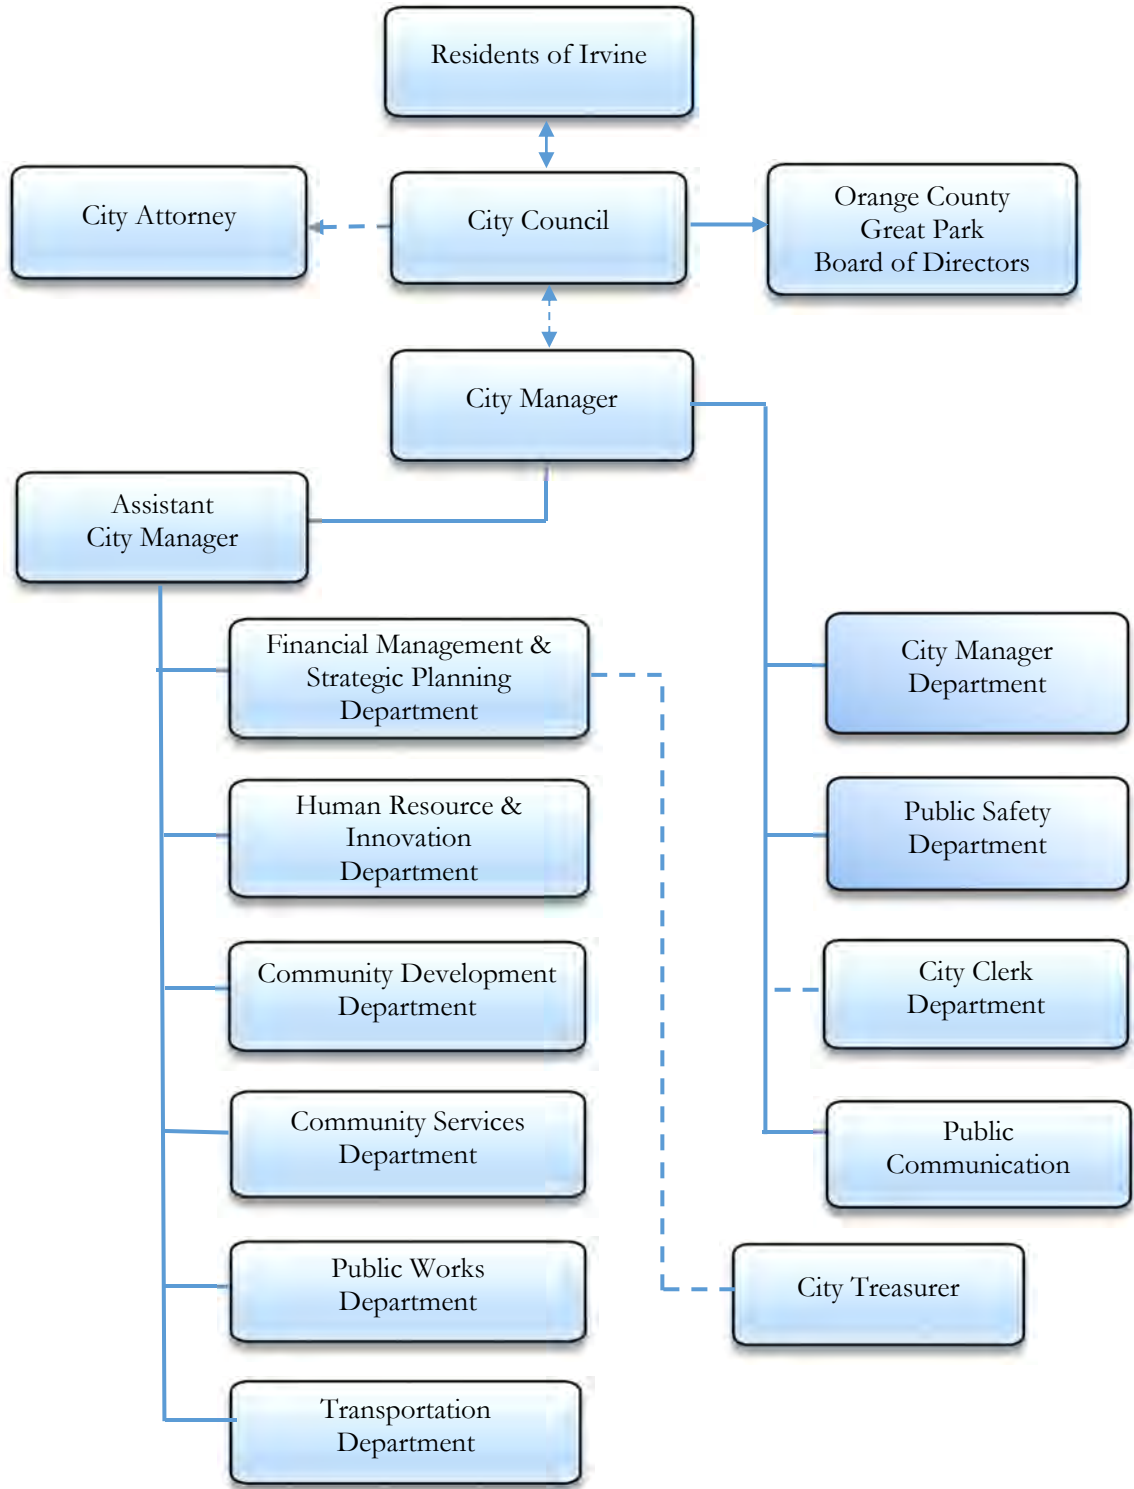 Residents of Irvine
City Attorney
City Council
Orange County
Great Park
Board of Directors
City Manager
Assistant
City Manager
Financial Management &
Strategic Planning
Department
Human Resource &
Innovation
Department
Community Development
Department
Community Services
Department
Public Works
Department
Transportation
Department
City Manager
Department
Public Safety
Department
City Clerk
Department
Public
Communication
City Treasurer